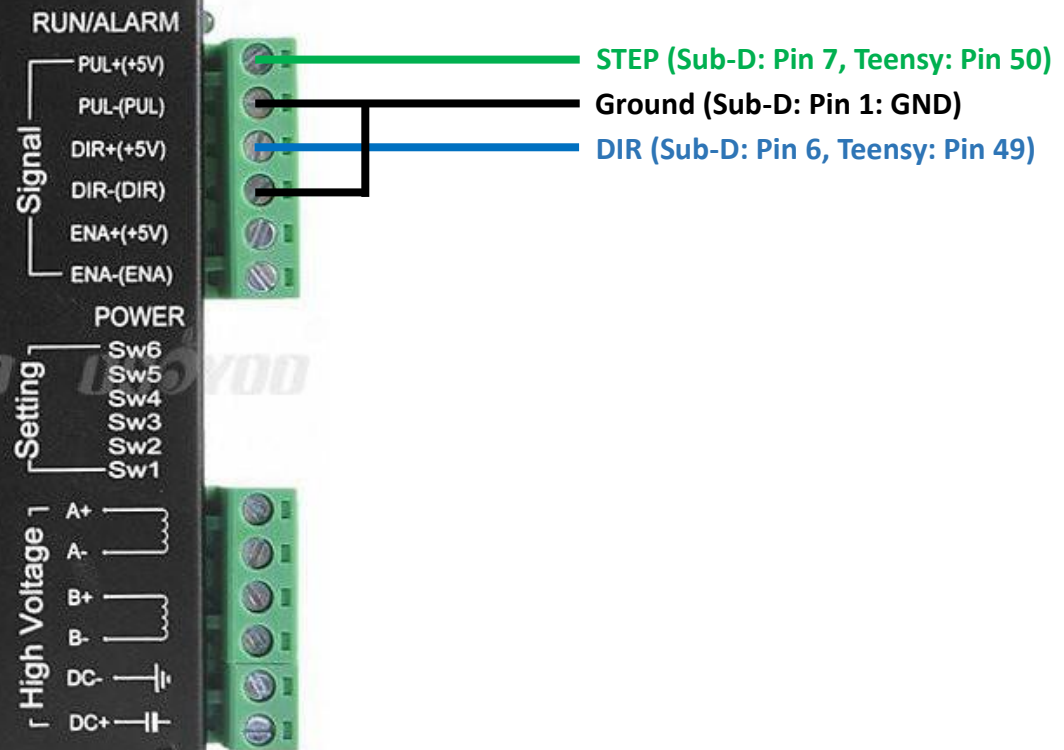 RUN/ALARM
PUL+(+5V)
PUL-(PUL)
DIR+(+5V)
DIR-(DIR)
ENA+(+5V)
ENA-(ENA)
Signal
STEP (Sub-D: Pin 7, Teensy: Pin 50)
Ground (Sub-D: Pin 1: GND)
DIR (Sub-D: Pin 6, Teensy: Pin 49)
POWER
Sw6
Sw5
Sw4
Sw3
Sw2
Sw1
Setting
A+
A-
B+
B-
DC-
DC+
High Voltage